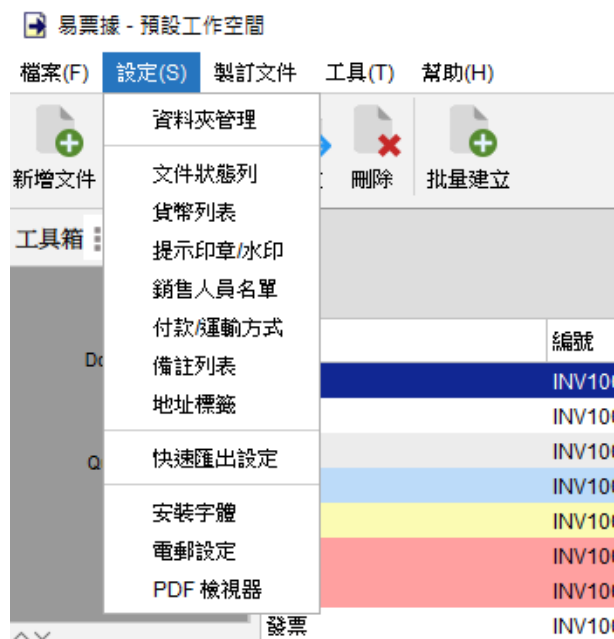 易票據 - 預設工作空間
檔案(F) 設定(S) 製訂文件 工具(T) 幫助(H)
新增文件 刪除 批量建立
工具箱
資料夾管理
文件狀態列
貨幣列表
提示印章/水印
銷售人員名單
付款/運輸方式
備註列表
地址標籤
快速匯出設定
安裝字體
電郵設定
PDF 檢視器
編號
INV10
INV10
INV10
INV10
INV10
INV10
INV10
發票 INV10